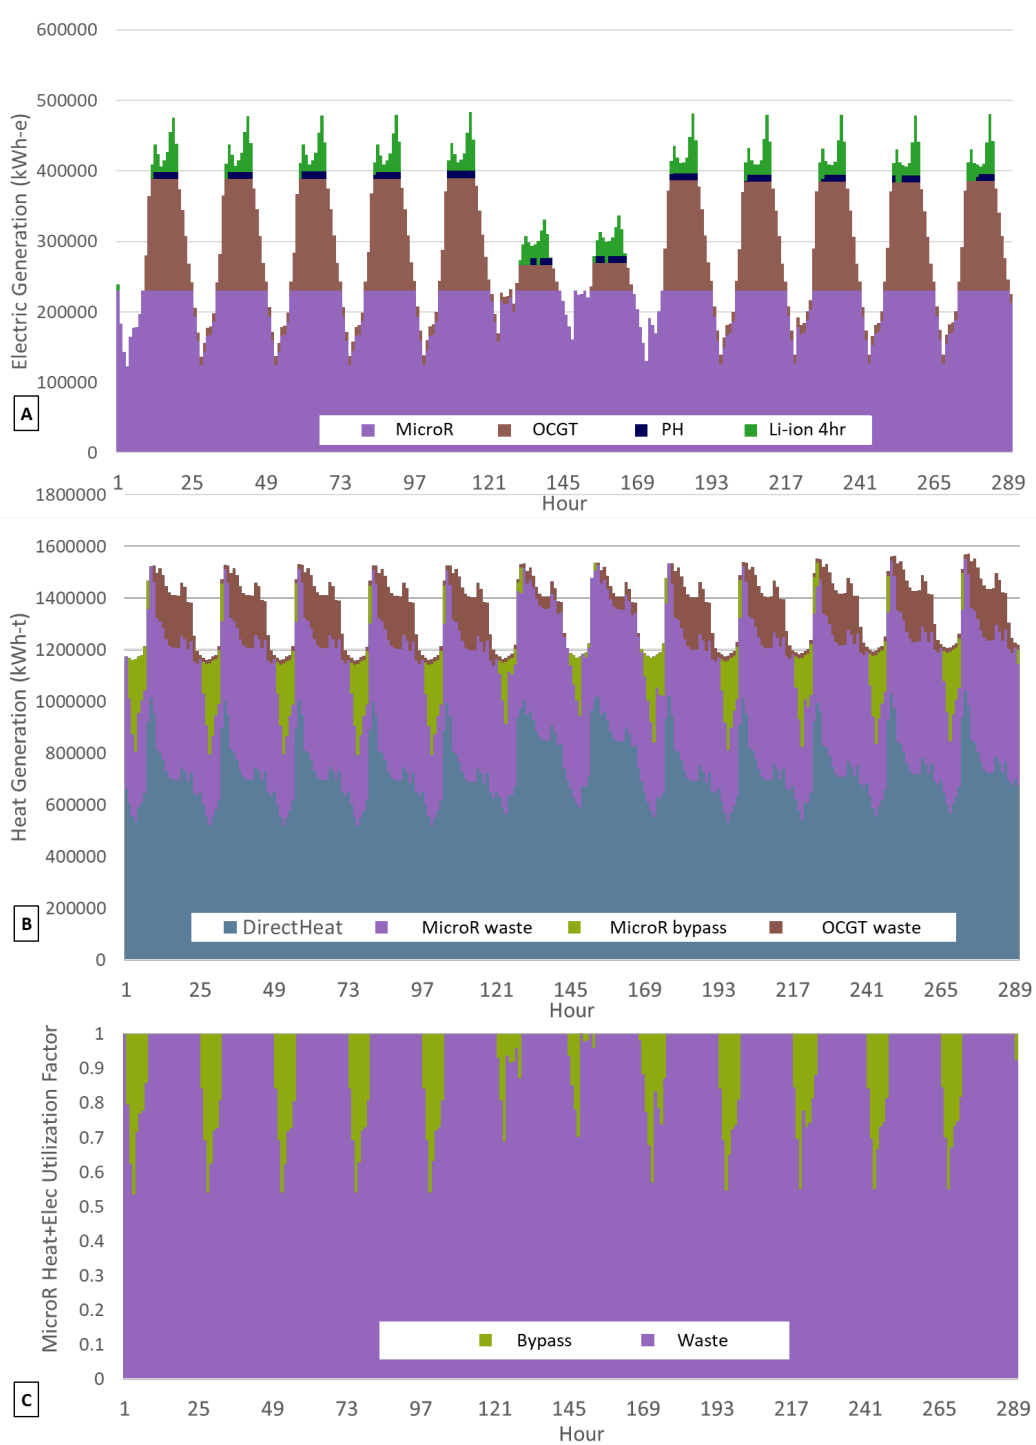 600000
500000
400000
300000
200000
100000
0
Electric Generation (kWh-e)
A
MicroR OCGT PH Li-ion 4hr
1 25 49 73 97 121 145 169 193 217 241 265 289
Hour
1800000
1600000
1400000
1200000
1000000
800000
600000
400000
200000
0
Heat Generation (kWh-t)
B
DirectHeat MicroR waste MicroR bypass OCGT waste
1 25 49 73 97 121 145 169 193 217 241 265 289
Hour
1
0.9
0.8
0.7
0.6
0.5
0.4
0.3
0.2
0.1
0
MicroR Heat+Elec Utilization Factor
C
Bypass Waste
1 25 49 73 97 121 145 169 193 217 241 265 289
Hour